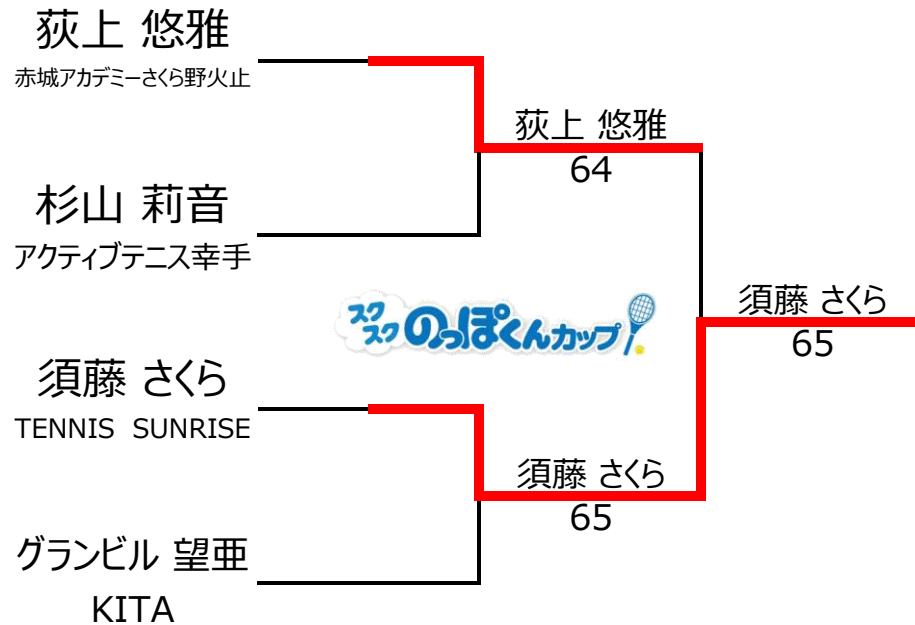 荻上 悠雅
赤城アカデミーさくら野火止
荻上 悠雅
64
杉山 莉音
アクティブテニス幸手
スクスク のっぽくんカップ
須藤 さくら
65
須藤 さくら
TENNIS SUNRISE
須藤 さくら
65
グランビル 望亜
KITA